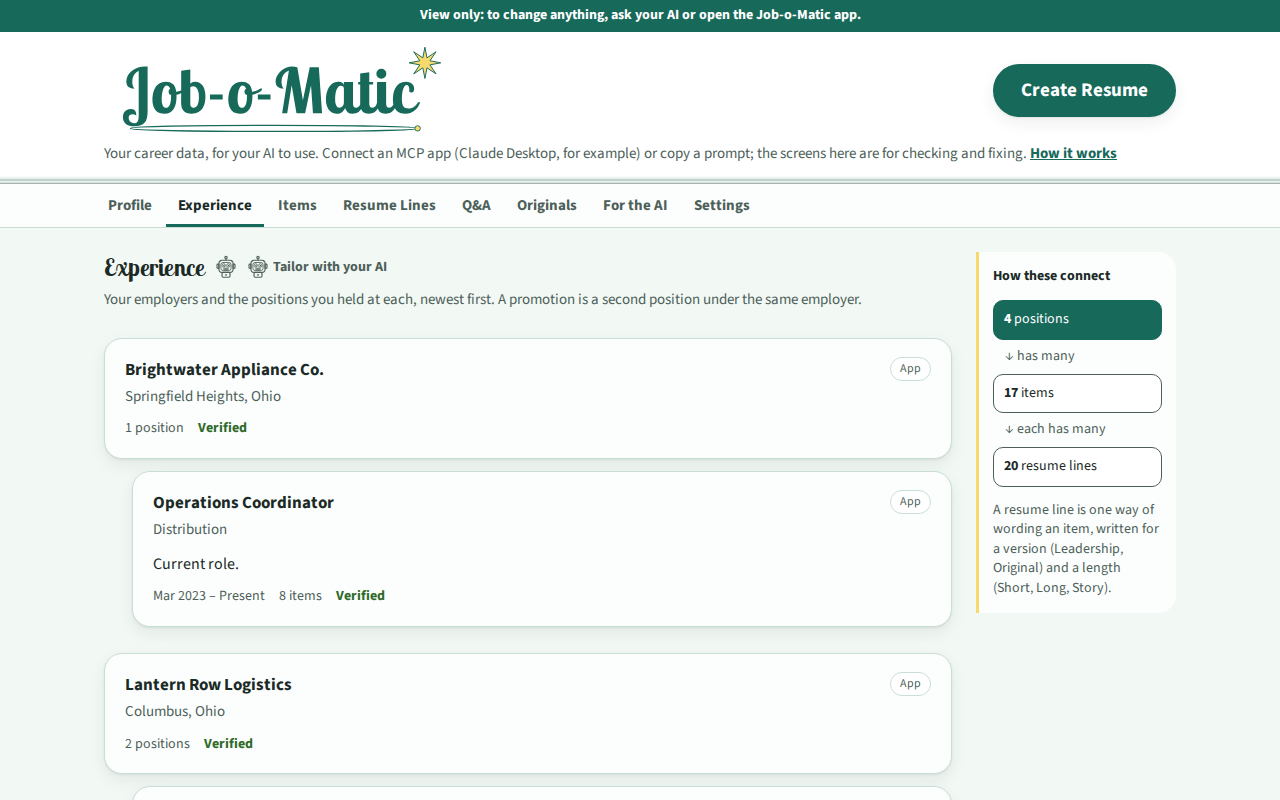 View only: to change anything, ask your AI or open the Job-o-Matic app.
Job-o-Matic
Create Resume
Your career data, for your AI to use. Connect an MCP app (Claude Desktop, for example) or copy a prompt; the screens here are for checking and fixing. How it works
Profile
Experience
Items
Resume Lines
Q&A
Originals
For the AI
Settings
Experience
Tailor with your AI
Your employers and the positions you held at each, newest first. A promotion is a second position under the same employer.
Brightwater Appliance Co.
App
Springfield Heights, Ohio
1 position Verified
Operations Coordinator
App
Distribution
Current role.
Mar 2023 – Present 8 items Verified
Lantern Row Logistics
App
Columbus, Ohio
2 positions Verified
How these connect
4 positions
↓ has many
17 items
↓ each has many
20 resume lines
A resume line is one way of
wording an item, written for
a version (Leadership,
Original) and a length
(Short, Long, Story).